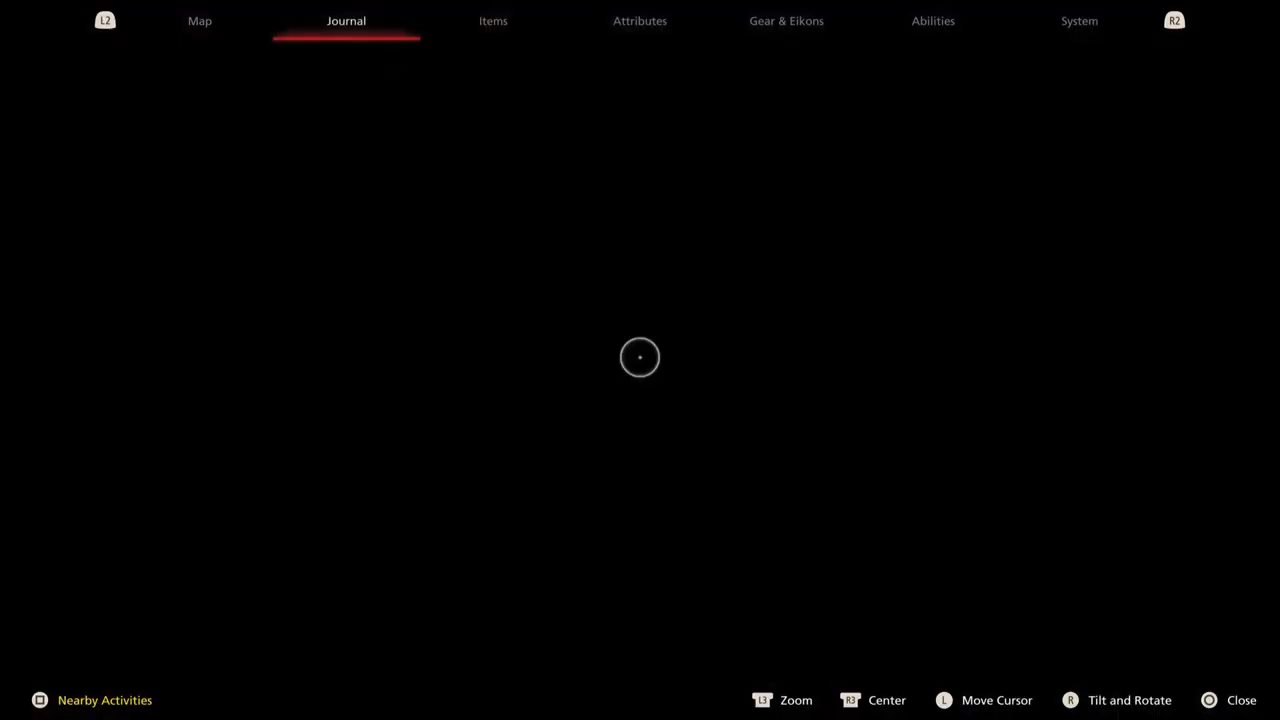 L2 Map Journal Items Attributes Gear & Eikons Abilities System R2
Nearby Activities L3 Zoom R3 Center L Move Cursor R Tilt and Rotate Close